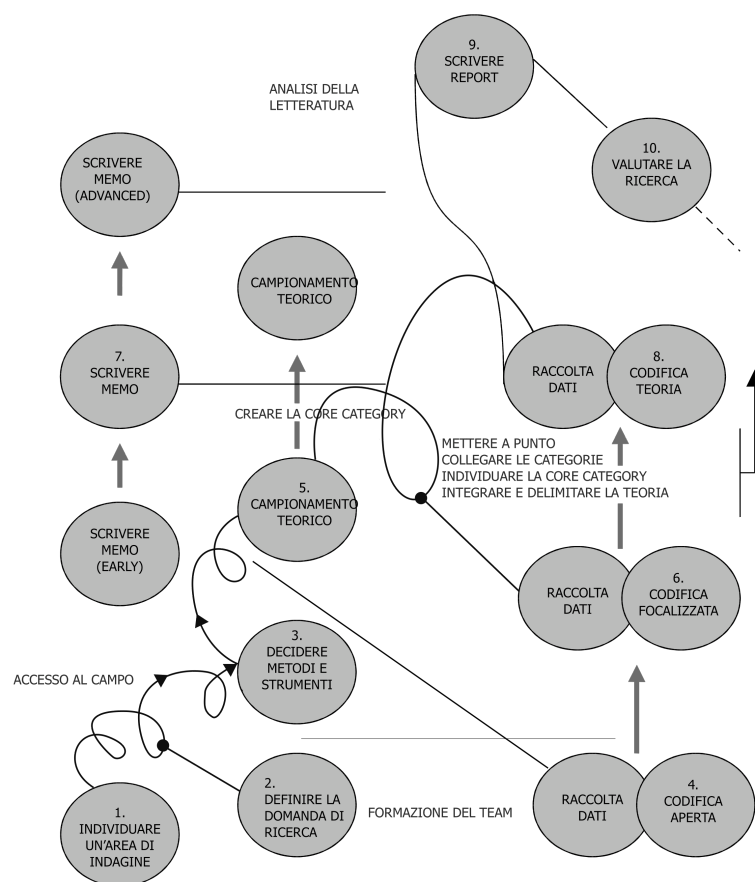 9.
SCRIVERE
REPORT
ANALISI DELLA
LETTERATURA
10.
VALUTARE LA
RICERCA
SCRIVERE
MEMO
(ADVANCED)
CAMPIONAMENTO
TEORICO
7.
SCRIVERE
MEMO
RACCOLTA
DATI
8.
CODIFICA
TEORIA
CREARE LA CORE CATEGORY
METTERE A PUNTO
COLLEGARE LE CATEGORIE
INDIVIDUARE LA CORE CATEGORY
INTEGRARE E DELIMITARE LA TEORIA
5.
CAMPIONAMENTO
TEORICO
SCRIVERE
MEMO
(EARLY)
RACCOLTA
DATI
6.
CODIFICA
FOCALIZZATA
3.
DECIDERE
METODI E
STRUMENTI
ACCESSO AL CAMPO
1.
INDIVIDUARE
UN'AREA DI
INDAGINE
2.
DEFINIRE LA
DOMANDA DI
RICERCA
FORMAZIONE DEL TEAM
RACCOLTA
DATI
4.
CODIFICA
APERTA